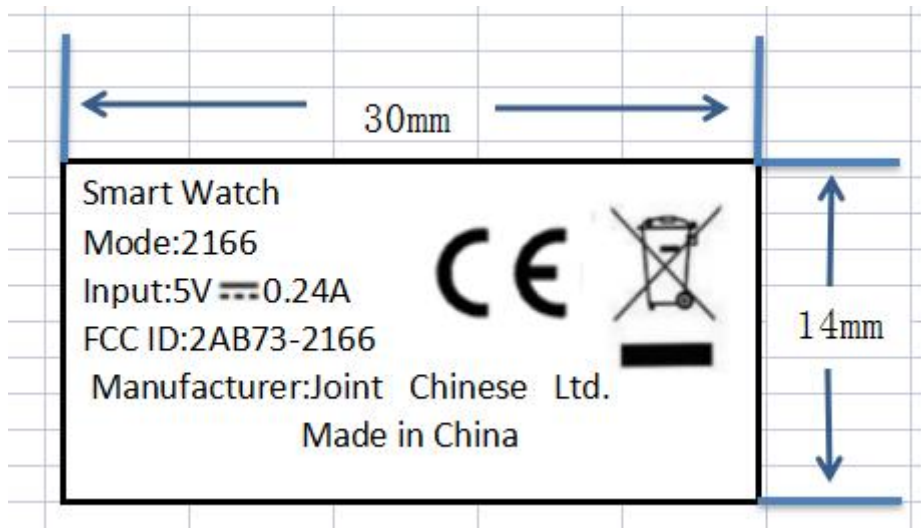 30mm
Smart Watch
Mode:2166
Input:5V⎓0.24A
FCC ID:2AB73-2166
Manufacturer:Joint Chinese Ltd.
Made in China
CE
14mm